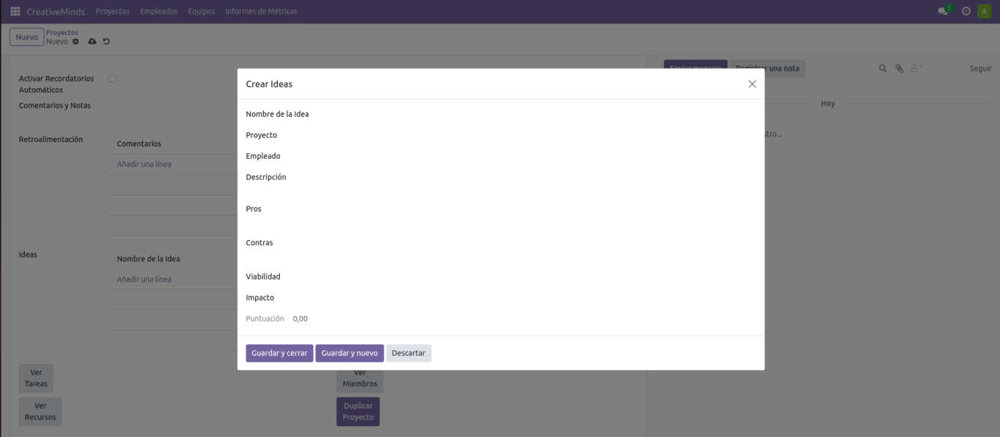 CreativeMinds Proyectos Empleados Equipos Informes de Métricas 3 A
Nuevo Proyectos
Nuevo
Enviar mensaje Registrar una nota 0 Seguir
Activar Recordatorios
Automáticos
Comentarios y Notas
Hoy
stro...
Retroalimentación
Comentarios
Añadir una línea
Ideas
Nombre de la Idea
Añadir una línea
Ver
Tareas
Ver
Miembros
Ver
Recursos
Duplicar
Proyecto
Crear Ideas
Nombre de la Idea
Proyecto
Empleado
Descripción
Pros
Contras
Viabilidad
Impacto
Puntuación 0,00
Guardar y cerrar Guardar y nuevo Descartar